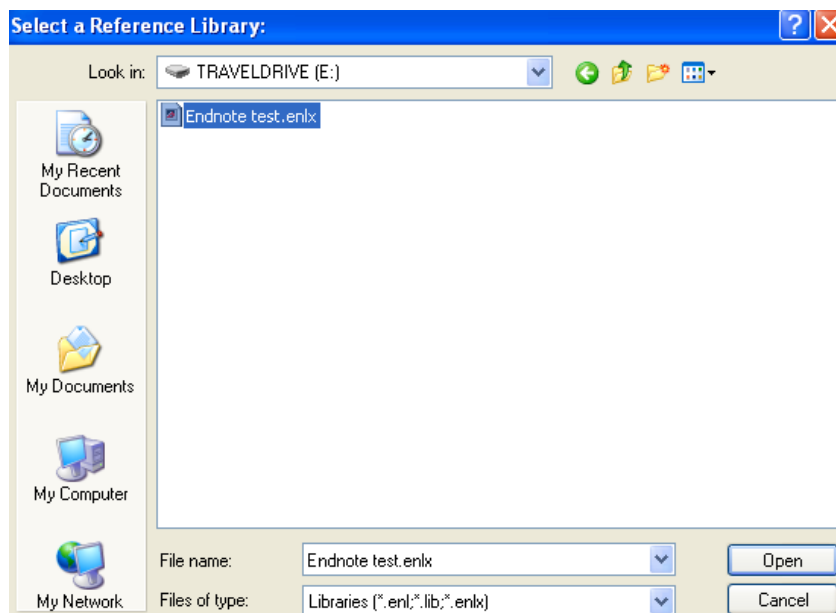 Select a Reference Library:
Look in: TRAVELDRIVE (E:)
Endnote test.enlx
My Recent
Documents
Desktop
My Documents
My Computer
My Network
File name: Endnote test.enlx Open
Files of type: Libraries (*.enl;*.lib;*.enlx) Cancel